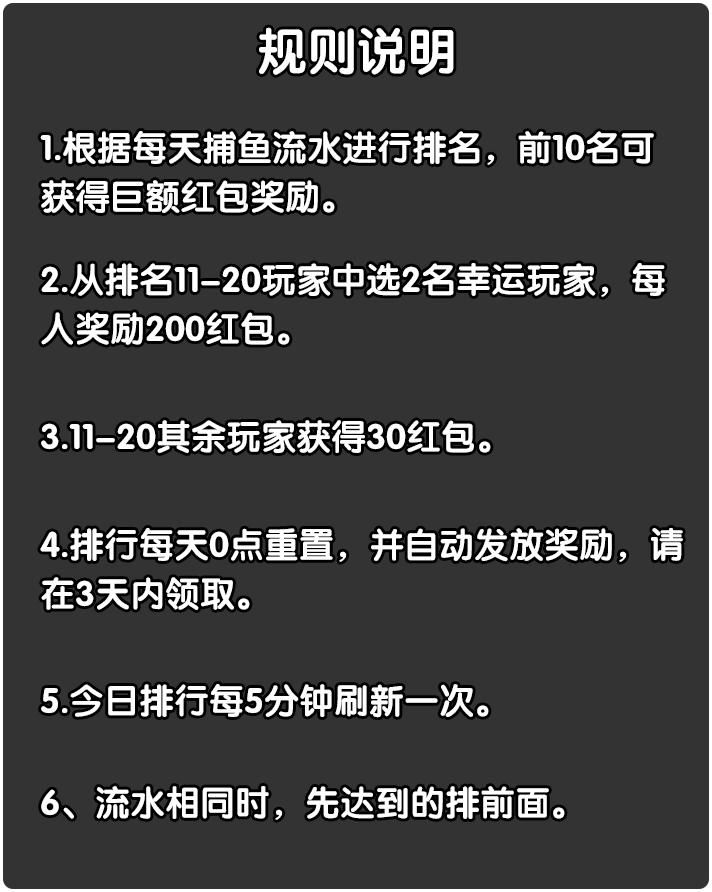 规则说明
1.根据每天捕鱼流水进行排名，前10名可
获得巨额红包奖励。
2.从排名11-20玩家中选2名幸运玩家，每
人奖励200红包。
3.11-20其余玩家获得30红包。
4.排行每天0点重置，并自动发放奖励，请
在3天内领取。
5.今日排行每5分钟刷新一次。
6、流水相同时，先达到的排前面。